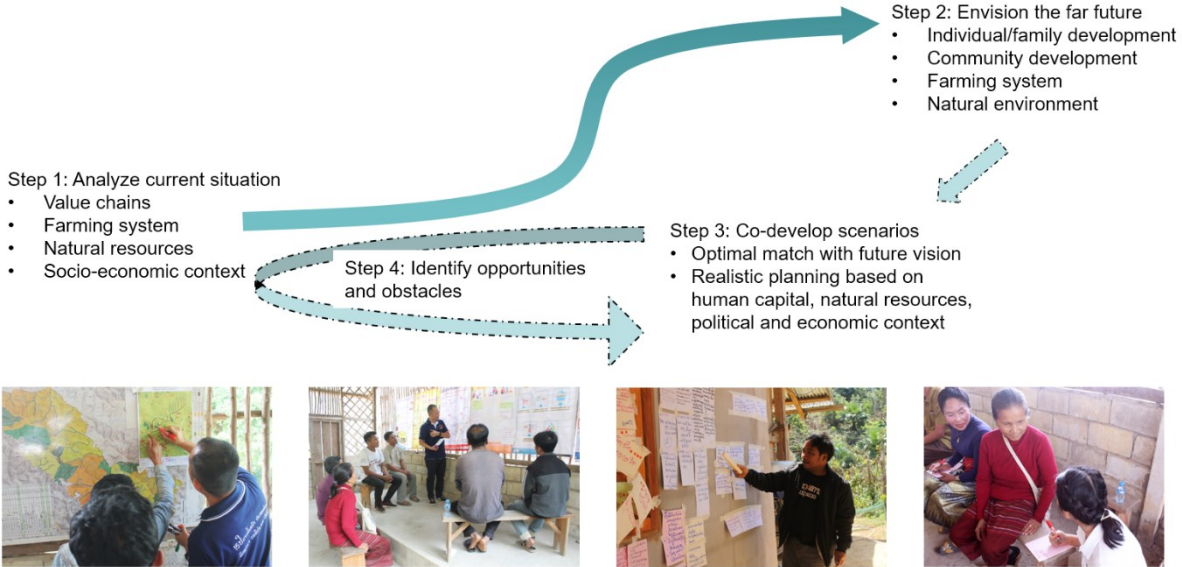 Step 1: Analyze current situation
• Value chains
• Farming system
• Natural resources
• Socio-economic context
Step 2: Envision the far future
• Individual/family development
• Community development
• Farming system
• Natural environment
Step 3: Co-develop scenarios
• Optimal match with future vision
• Realistic planning based on
human capital, natural resources,
political and economic context
Step 4: Identify opportunities
and obstacles